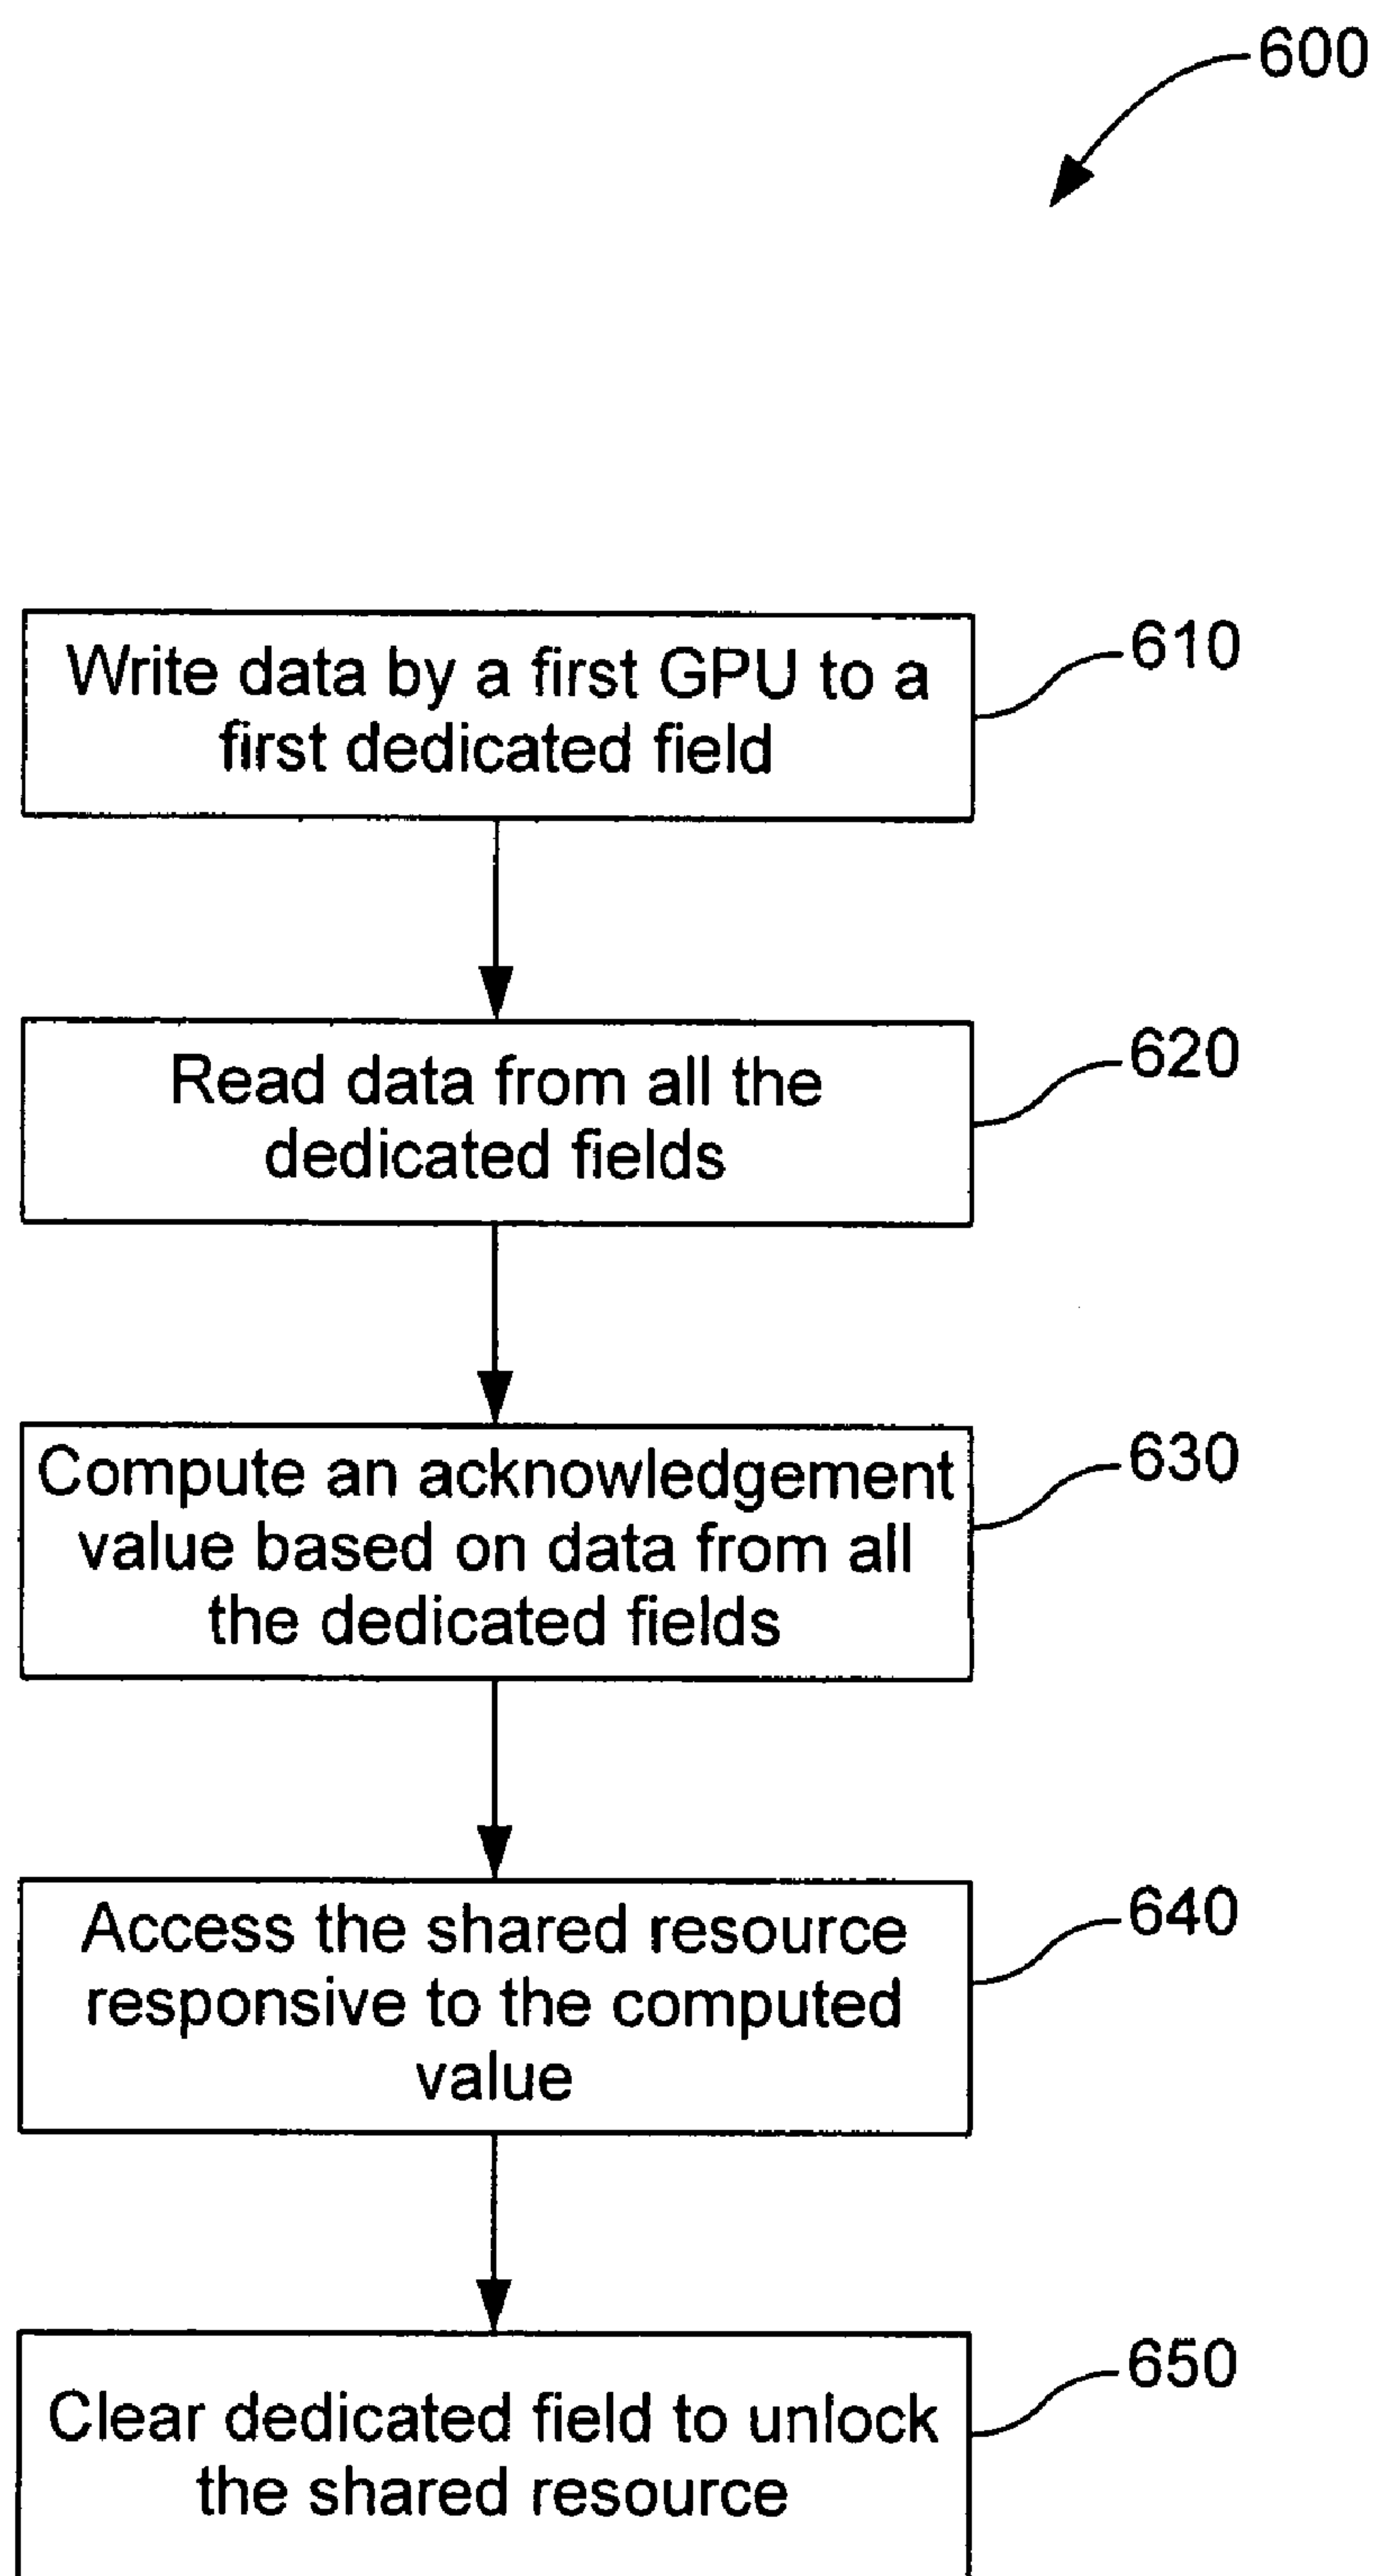 600
Write data by a first GPU to a
first dedicated field
610
Read data from all the
dedicated fields
620
Compute an acknowledgement
value based on data from all
the dedicated fields
630
Access the shared resource
responsive to the computed
value
640
Clear dedicated field to unlock
the shared resource
650